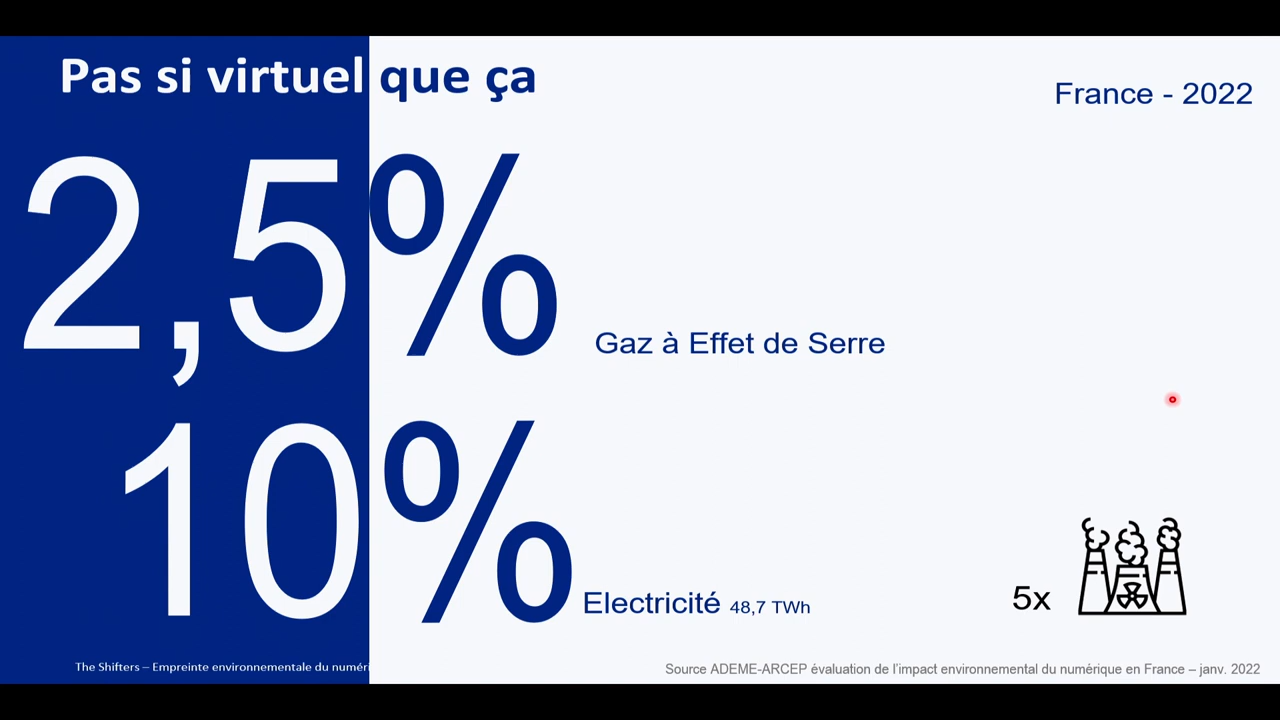 Pas si virtuel que ça
France - 2022
2,5%
Gaz à Effet de Serre
10%
Electricité 48,7 TWh
5x
The Shifters – Empreinte environnementale du numéri
Source ADEME-ARCEP évaluation de l'impact environnemental du numérique en France – janv. 2022